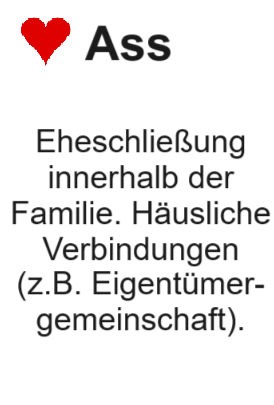 Ass
Eheschließung
innerhalb der
Familie. Häusliche
Verbindungen
(z.B. Eigentümer-
gemeinschaft).